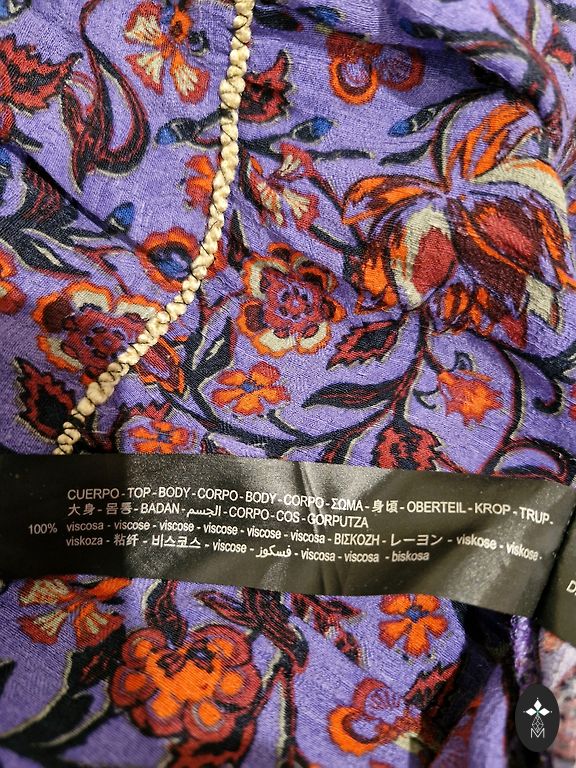 CUERPO - TOP - BODY - CORPO - BODY - CORPO - ΣΩΜΑ - 身頃 - OBERTEIL - KROP - TRUP -
大身 - 몸통 - BADAN - الجسم - CORPO - COS - GORPUTZA
100% viscosa - viscose - viscose - viscose - viscose - viscosa - ΒΙΣΚΟΖΗ - レーヨン - viskose - viskose -
viskoza - 粘纤 - 비스코스 - viscose - فسكوز - viscosa - viscosa - biskosa